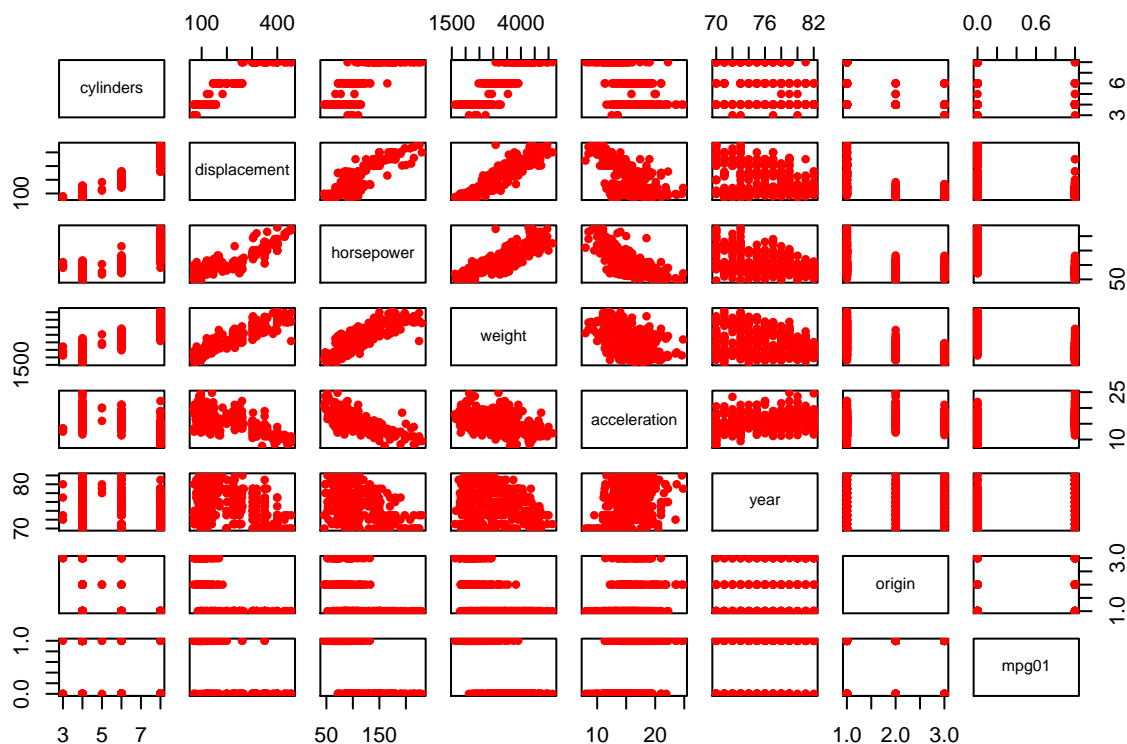 100 400 1500 4000 70 76 82 0.0 0.6
cylinders 3 6
100 displacement
horsepower 50
1500 weight
acceleration 10 25
70 80 year
origin 1.0 3.0
0.0 1.0 mpg01
3 5 7 50 150 10 20 1.0 2.0 3.0